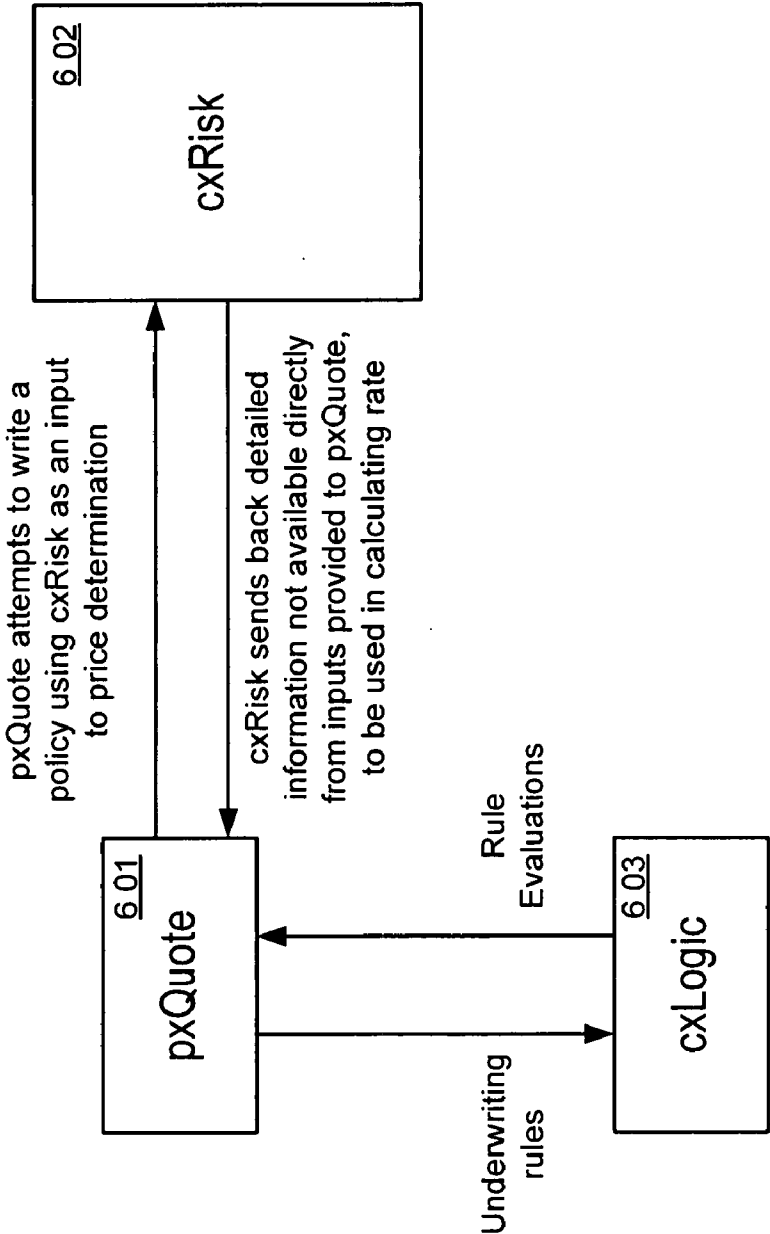 pxQuote attempts to write a
policy using cxRisk as an input
to price determination
6 01
pxQuote
6 02
cxRisk
cxRisk sends back detailed
information not available directly
from inputs provided to pxQuote,
to be used in calculating rate
Underwriting
rules
Rule
Evaluations
6 03
cxLogic